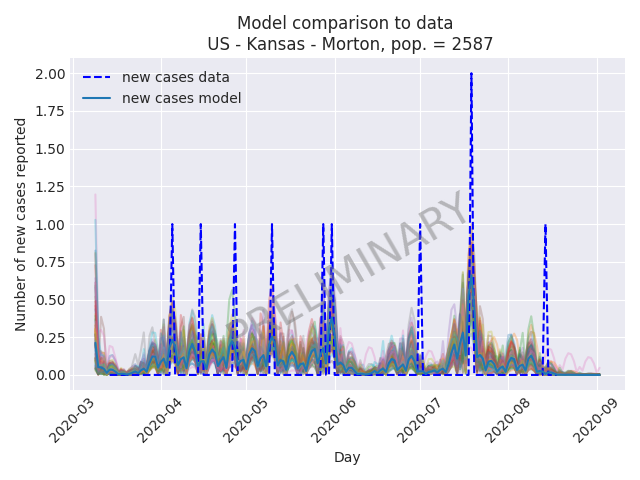 Model comparison to data
US - Kansas - Morton, pop. = 2587
Number of new cases reported
2.00
1.75
1.50
1.25
1.00
0.75
0.50
0.25
0.00
new cases data
new cases model
PRELIMINARY
2020-03
2020-04
2020-05
2020-06
2020-07
2020-08
2020-09
Day